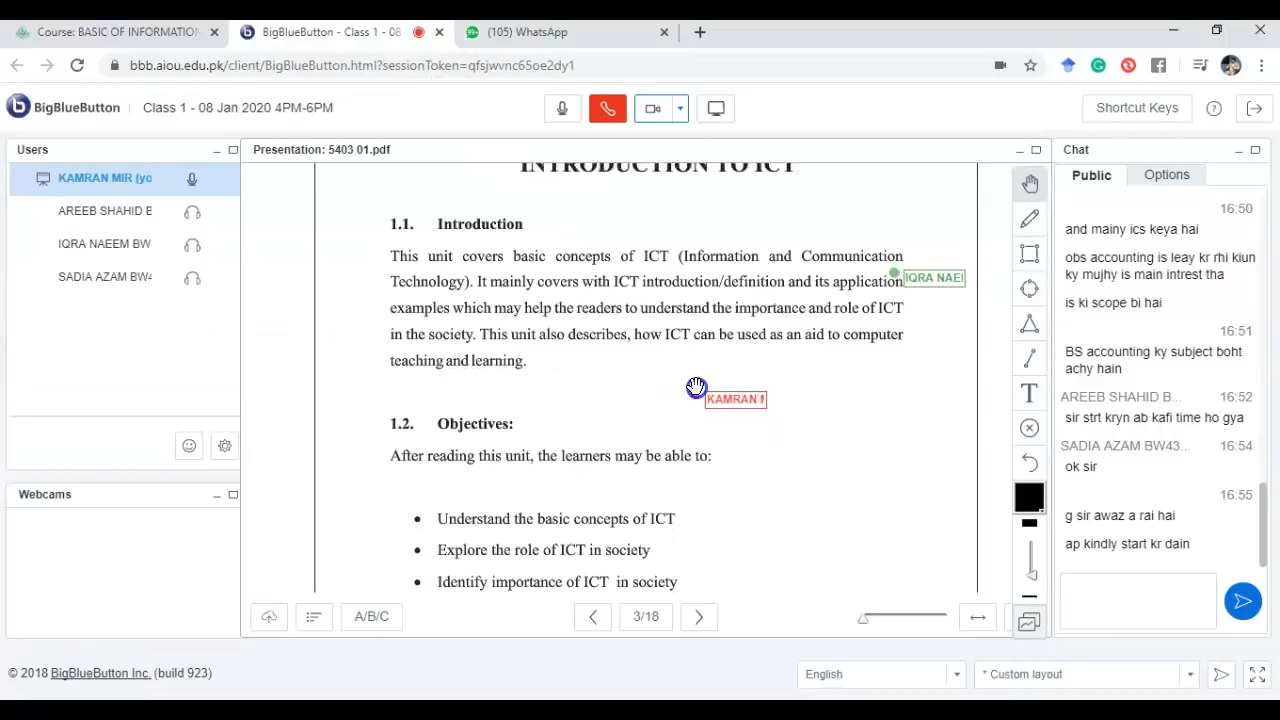 Course: BASIC OF INFORMATION
BigBlueButton - Class 1 - 08
(105) WhatsApp
bbb.aiou.edu.pk/client/BigBlueButton.html?sessionToken=qfsjwvnc65oe2dy1
BigBlueButton
Class 1 - 08 Jan 2020 4PM-6PM
Shortcut Keys
Users
KAMRAN MIR (yo
AREEB SHAHID B
IQRA NAEEM BW
SADIA AZAM BW4
Webcams
Presentation: 5403 01.pdf
INTRODUCTION TO ICT
1.1. Introduction
This unit covers basic concepts of ICT (Information and Communication
Technology). It mainly covers with ICT introduction/definition and its application
IQRA NAEI
examples which may help the readers to understand the importance and role of ICT
in the society. This unit also describes, how ICT can be used as an aid to computer
teaching and learning.
KAMRAN M
1.2. Objectives:
After reading this unit, the learners may be able to:
• Understand the basic concepts of ICT
• Explore the role of ICT in society
• Identify importance of ICT in society
T
A/B/C
3/18
Chat
Public
Options
16:50
and mainy ics keya hai
obs accounting is leay kr rhi kiun
ky mujhy is main intrest tha
is ki scope bi hai
16:51
BS accounting ky subject boht
achy hain
AREEB SHAHID B... 16:52
sir strt kryn ab kafi time ho gya
SADIA AZAM BW43... 16:54
ok sir
16:55
g sir awaz a rai hai
ap kindly start kr dain
© 2018 BigBlueButton Inc. (build 923)
English
* Custom layout